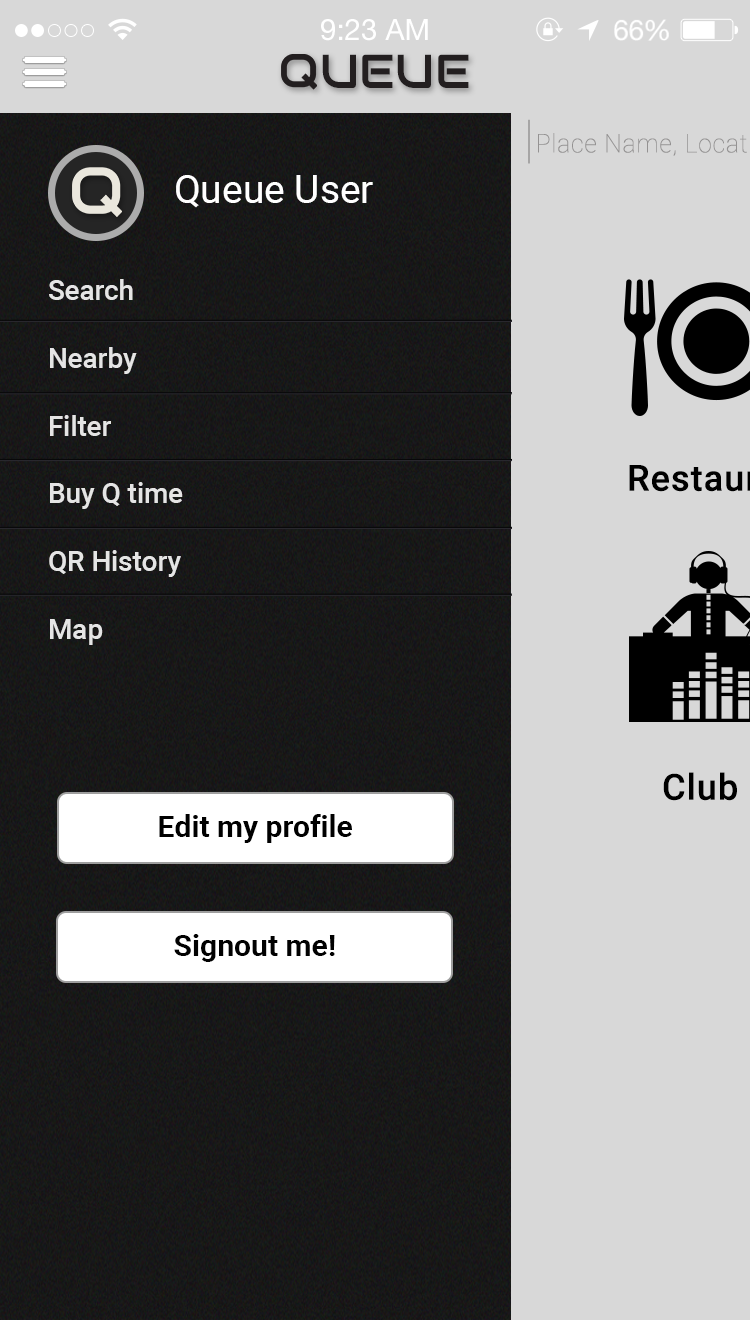 9:23 AM 66%
QUEUE
Q Queue User
Search
Nearby
Filter
Buy Q time
QR History
Map
Edit my profile
Signout me!
Place Name, Locat
Restaur
Club